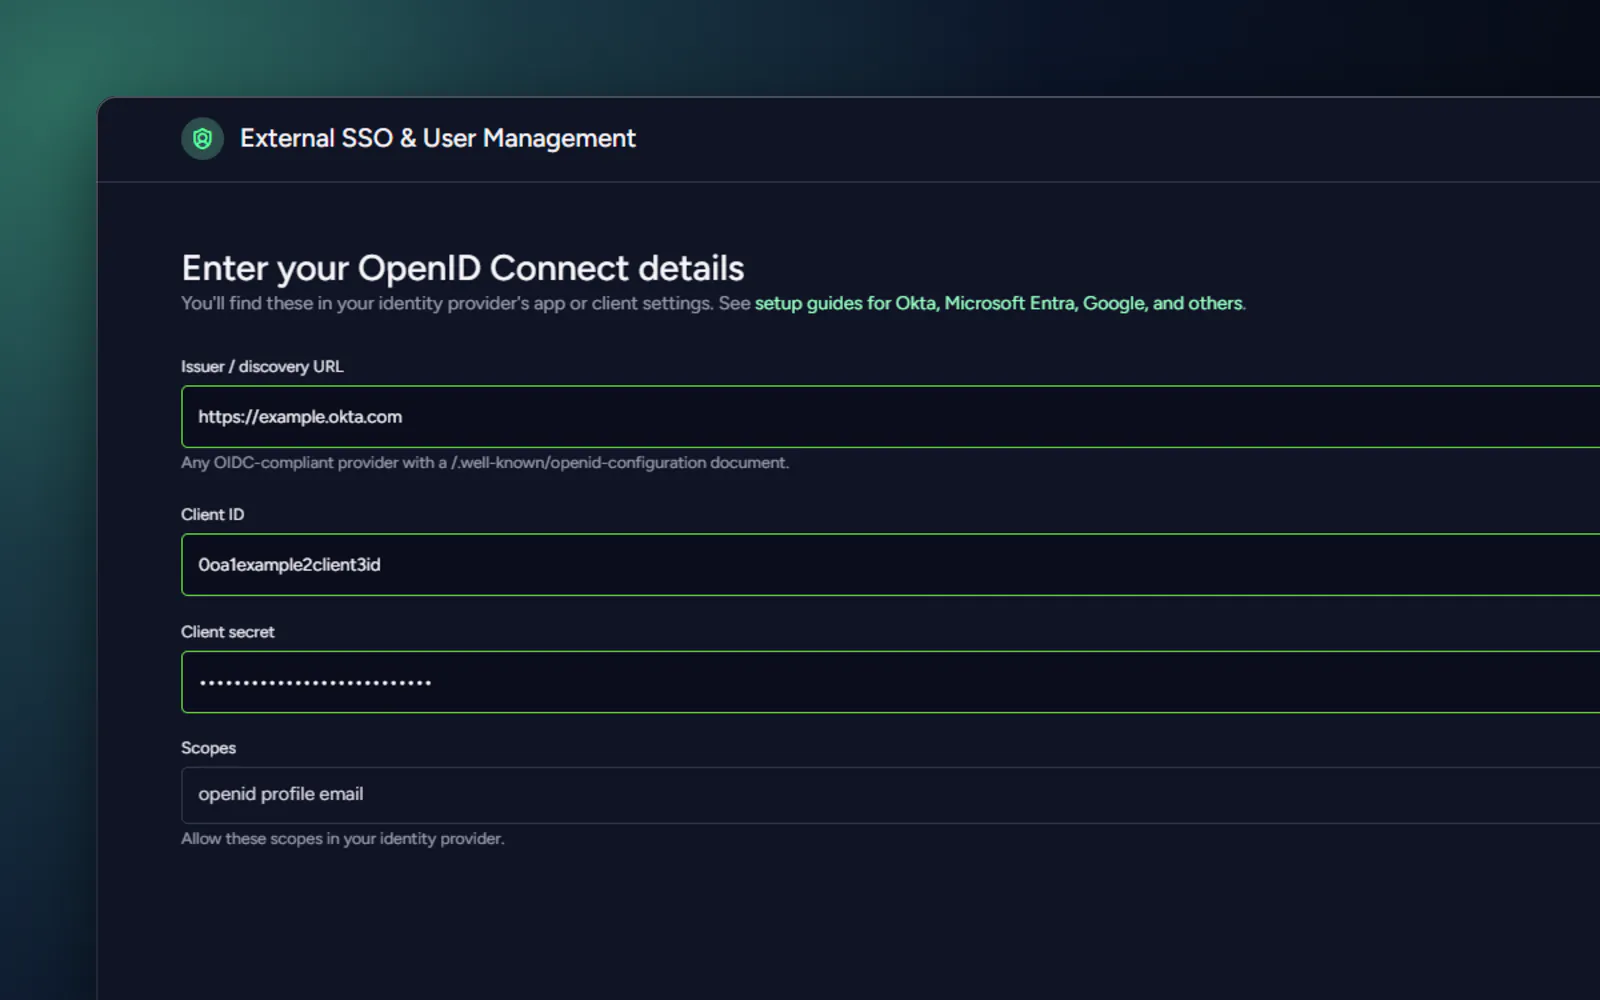 External SSO & User Management
Enter your OpenID Connect details
You'll find these in your identity provider's app or client settings. See setup guides for Okta, Microsoft Entra, Google, and others.
Issuer / discovery URL
https://example.okta.com
Any OIDC-compliant provider with a /.well-known/openid-configuration document.
Client ID
0oa1example2client3id
Client secret
•••••••••••••••••••••••••••
Scopes
openid profile email
Allow these scopes in your identity provider.